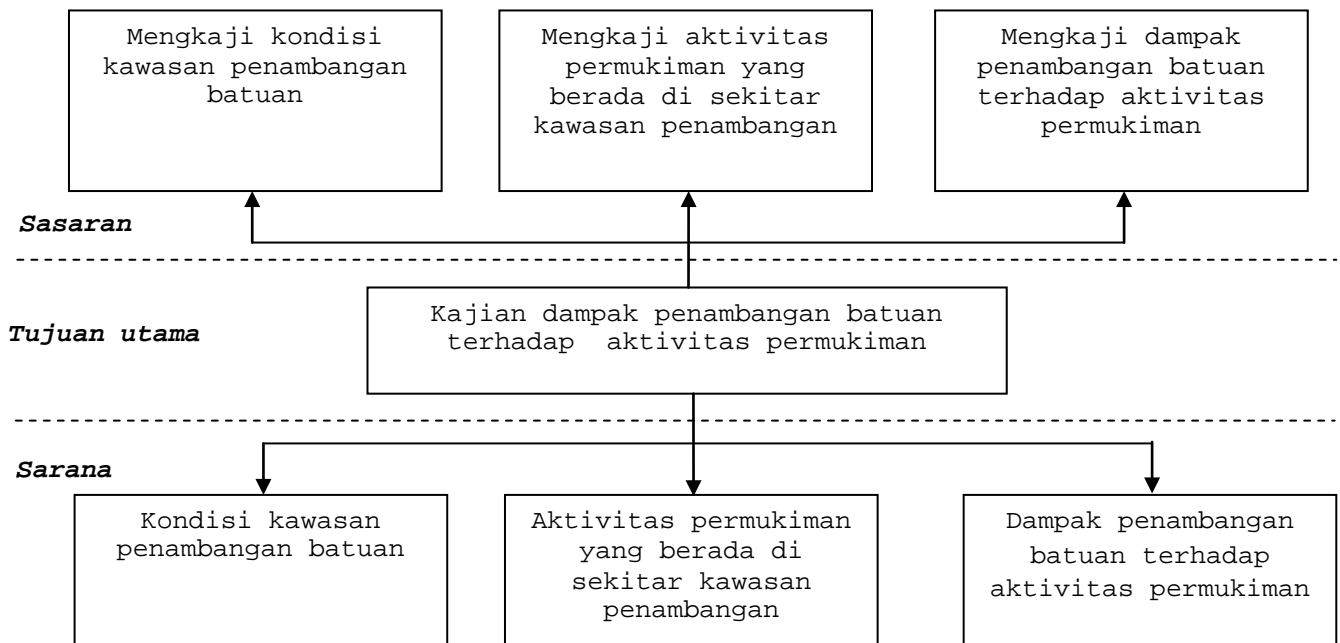 Mengkaji kondisi
kawasan penambangan
batuan
Mengkaji aktivitas
permukiman yang
berada di sekitar
kawasan penambangan
Mengkaji dampak
penambangan batuan
terhadap aktivitas
permukiman
Sasaran
Tujuan utama
Kajian dampak penambangan batuan
terhadap aktivitas permukiman
Sarana
Kondisi kawasan
penambangan batuan
Aktivitas permukiman
yang berada di
sekitar kawasan
penambangan
Dampak penambangan
batuan terhadap
aktivitas permukiman